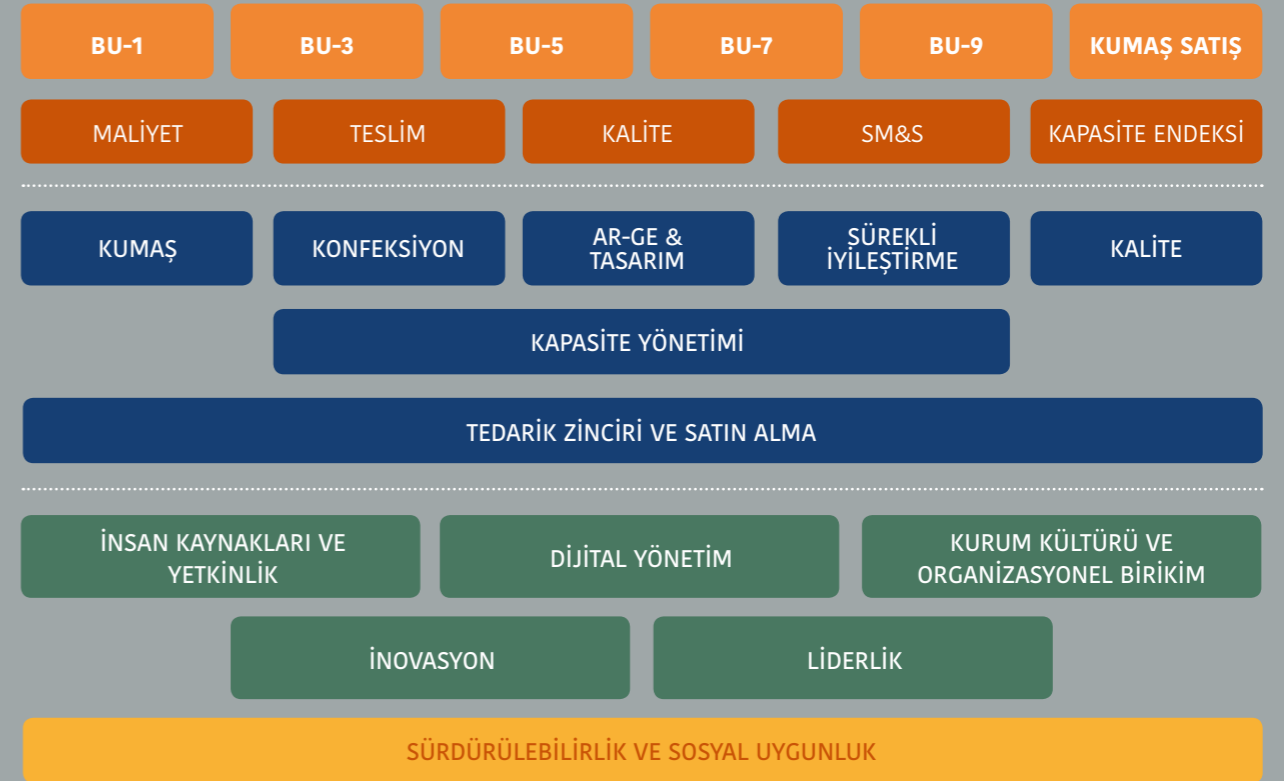 BU-1
BU-3
BU-5
BU-7
BU-9
KUMAŞ SATIŞ
MALİYET
TESLİM
KALİTE
SM&S
KAPASİTE ENDEKSİ
KUMAŞ
KONFEKSİYON
AR-GE &
TASARIM
SÜREKLİ
İYİLEŞTİRME
KALİTE
KAPASİTE YÖNETİMİ
TEDARİK ZİNCİRİ VE SATIN ALMA
İNSAN KAYNAKLARI VE
YETKİNLİK
DİJİTAL YÖNETİM
KURUM KÜLTÜRÜ VE
ORGANİZASYONEL BİRİKİM
İNOVASYON
LİDERLİK
SÜRDÜRÜLEBİLİRLİK VE SOSYAL UYGUNLUK